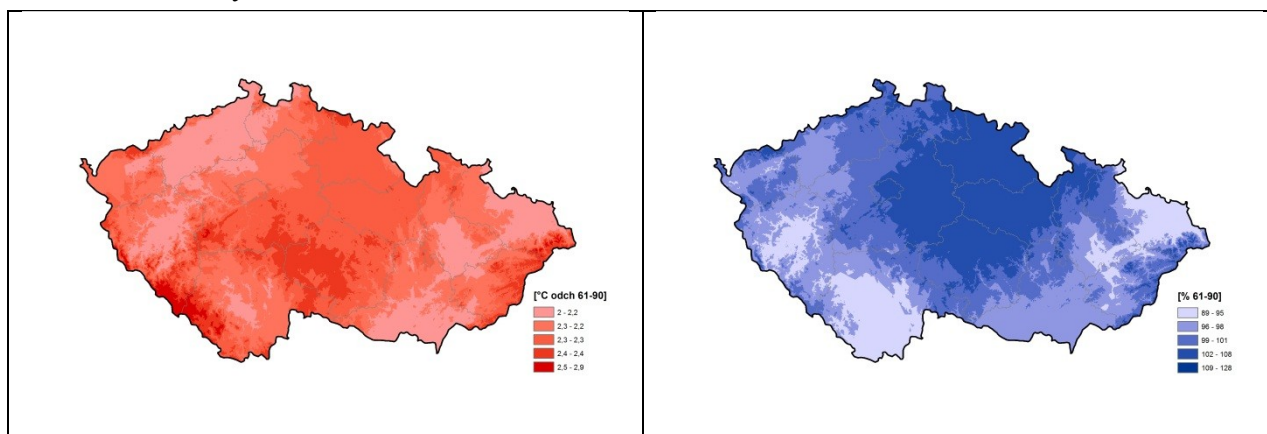 [°C odch 61-90]
2 - 2,2
2,3 - 2,2
2,3 - 2,3
2,4 - 2,4
2,5 - 2,9
[% 61-90]
89 - 95
96 - 98
99 - 101
102 - 108
109 - 128